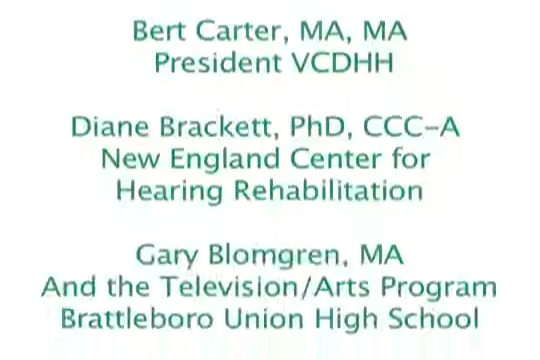 Bert Carter, MA, MA
President VCDHH
Diane Brackett, PhD, CCC-A
New England Center for
Hearing Rehabilitation
Gary Blomgren, MA
And the Television/Arts Program
Brattleboro Union High School